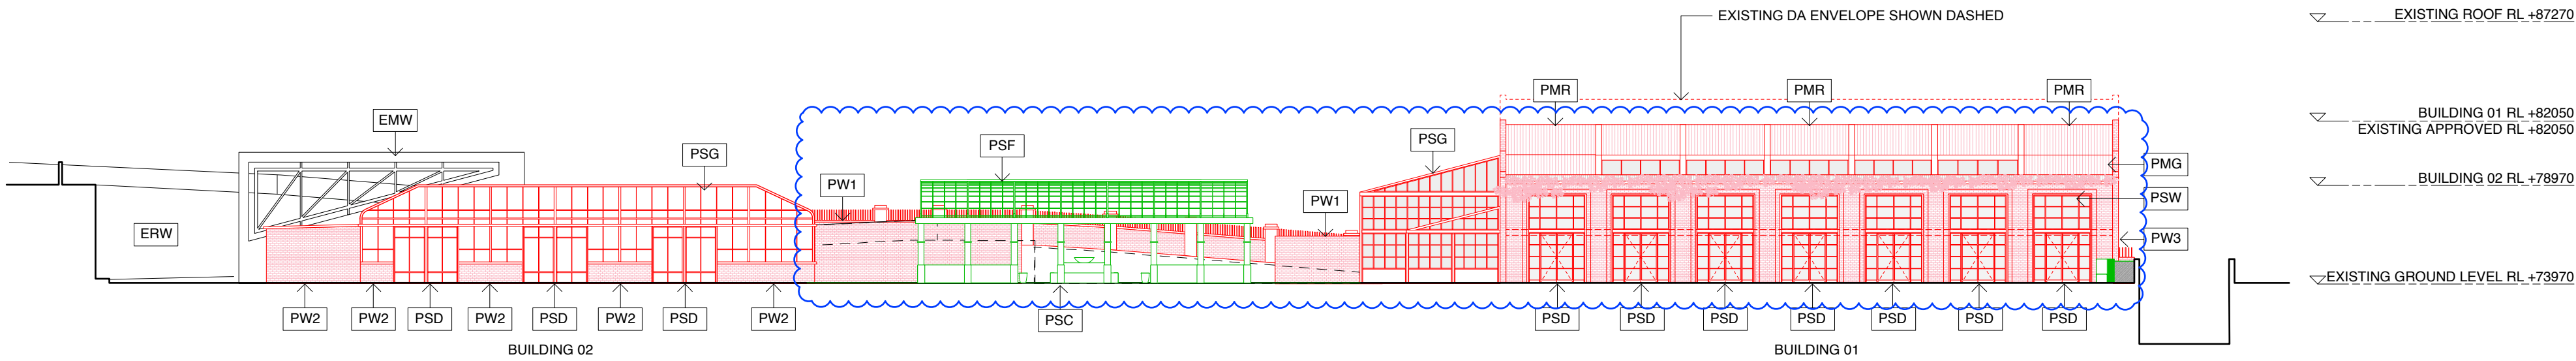 EXISTING DA ENVELOPE SHOWN DASHED
EXISTING ROOF RL +87270
PMR
PMR
PMR
EMW
BUILDING 01 RL +82050
EXISTING APPROVED RL +82050
PSG
PSF
PSG
PMG
PW1
PW1
BUILDING 02 RL +78970
PSW
ERW
PW3
EXISTING GROUND LEVEL RL +73970
PW2
PW2
PSD
PW2
PSD
PW2
PSD
PW2
PSC
PSD
PSD
PSD
PSD
PSD
PSD
PSD
BUILDING 02
BUILDING 01